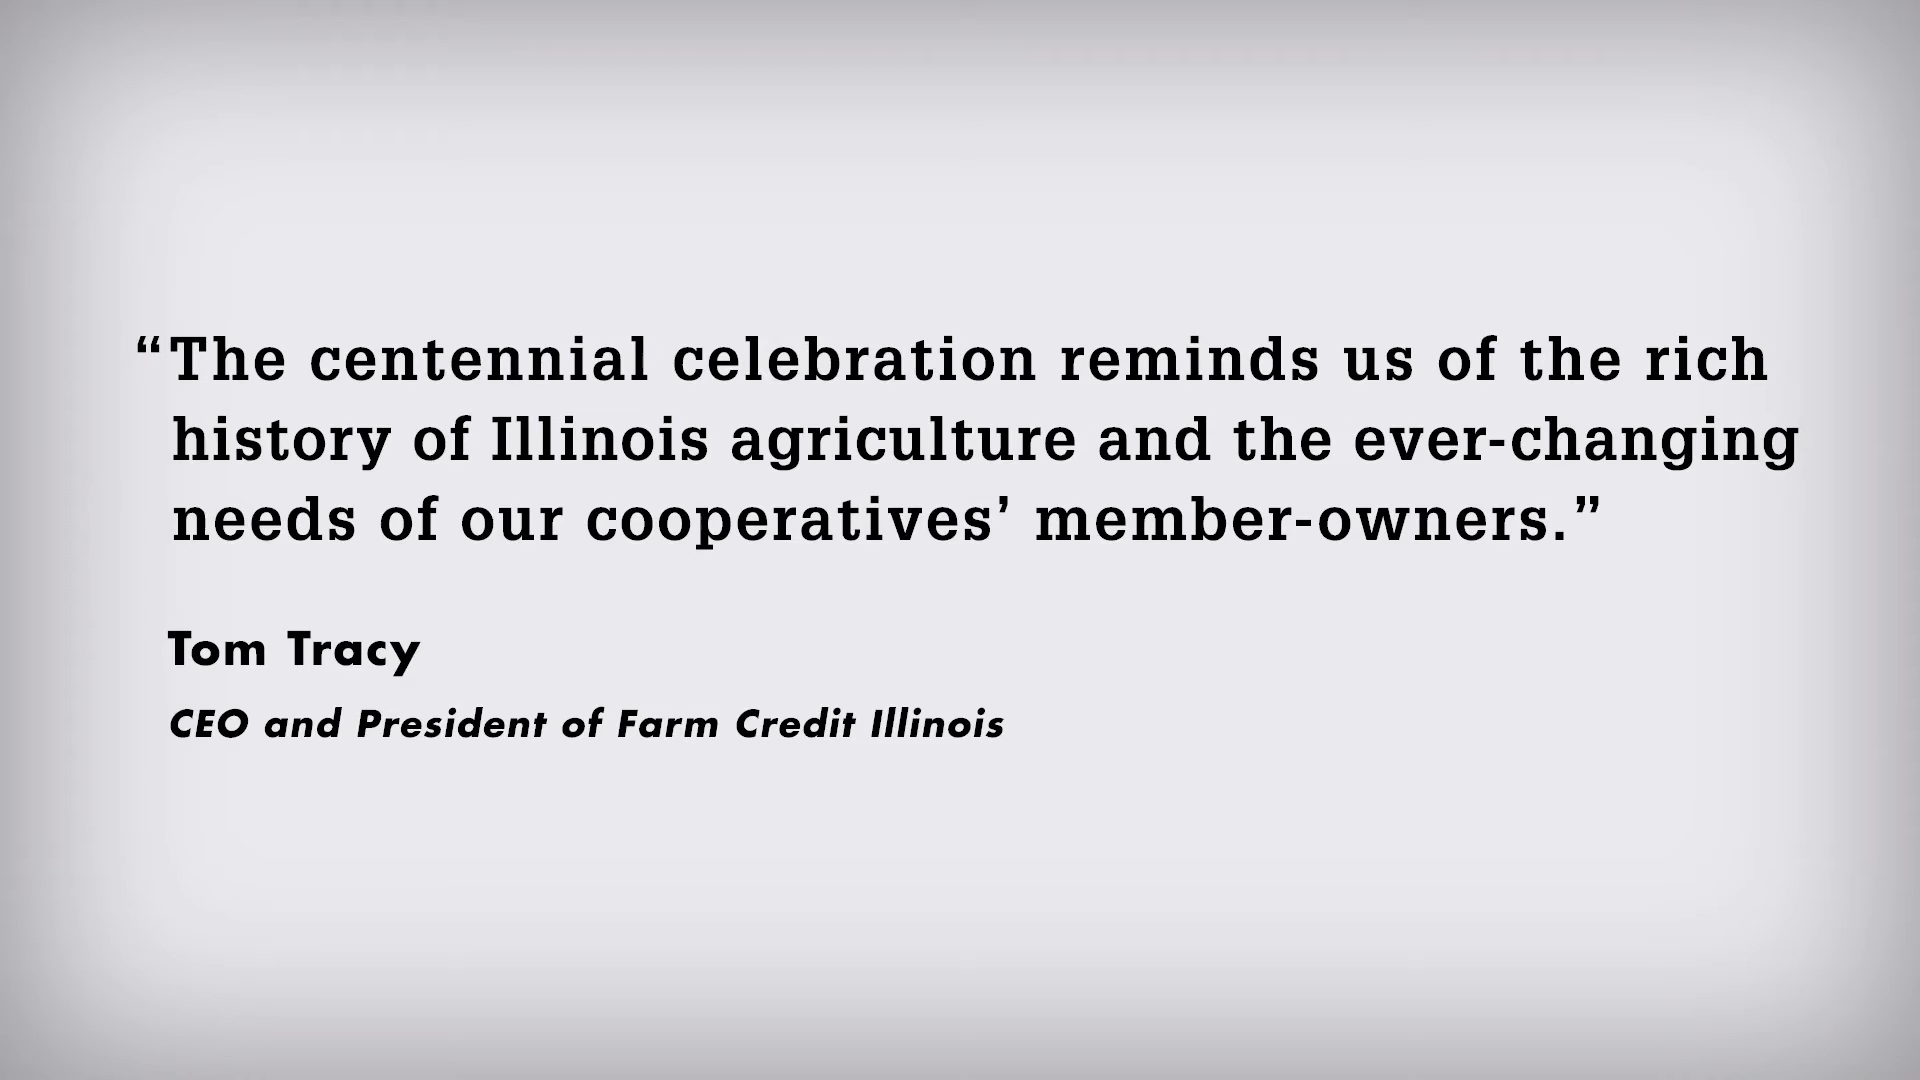 “The centennial celebration reminds us of the rich
history of Illinois agriculture and the ever-changing
needs of our cooperatives’ member-owners.”
Tom Tracy
CEO and President of Farm Credit Illinois